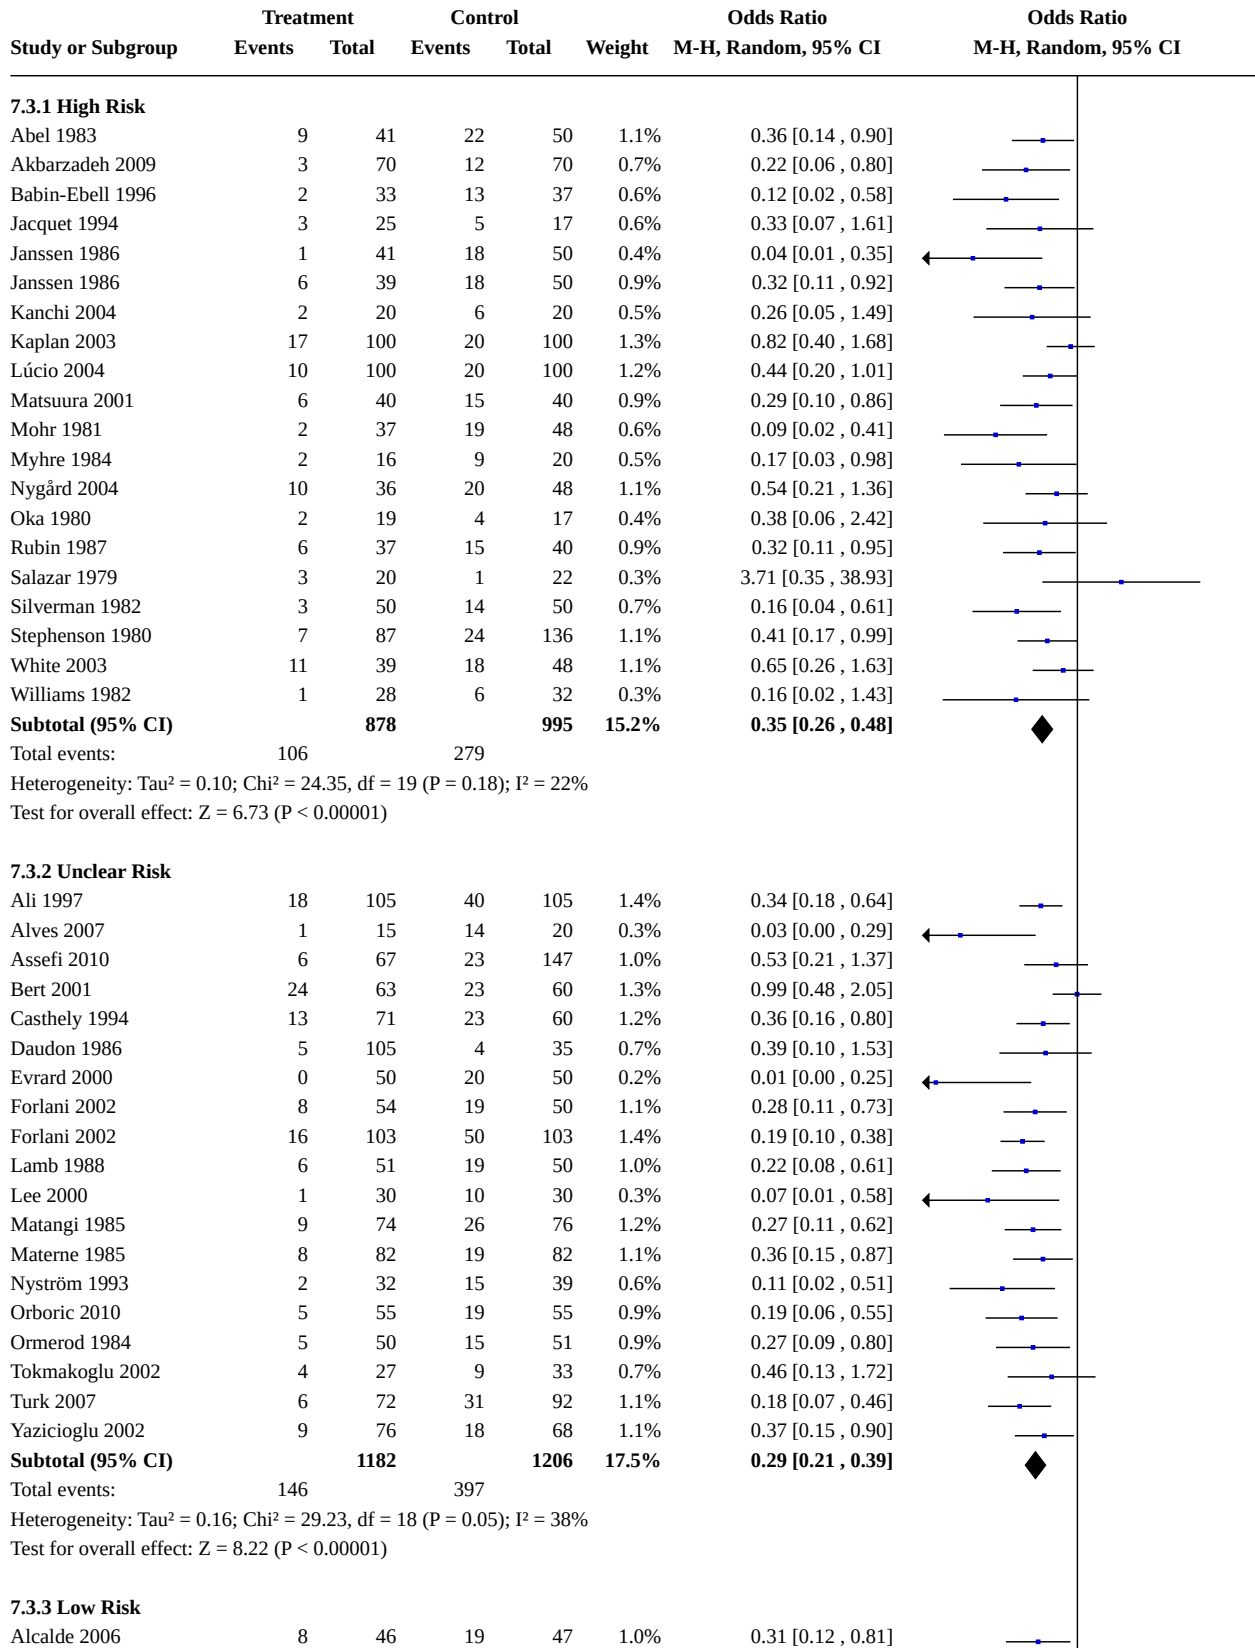 Treatment Control Odds Ratio Odds Ratio
Study or Subgroup Events Total Events Total Weight M-H, Random, 95% CI M-H, Random, 95% CI
7.3.1 High Risk
Abel 1983 9 41 22 50 1.1% 0.36 [0.14 , 0.90]
Akbarzadeh 2009 3 70 12 70 0.7% 0.22 [0.06 , 0.80]
Babin-Ebell 1996 2 33 13 37 0.6% 0.12 [0.02 , 0.58]
Jacquet 1994 3 25 5 17 0.6% 0.33 [0.07 , 1.61]
Janssen 1986 1 41 18 50 0.4% 0.04 [0.01 , 0.35]
Janssen 1986 6 39 18 50 0.9% 0.32 [0.11 , 0.92]
Kanchi 2004 2 20 6 20 0.5% 0.26 [0.05 , 1.49]
Kaplan 2003 17 100 20 100 1.3% 0.82 [0.40 , 1.68]
Lúcio 2004 10 100 20 100 1.2% 0.44 [0.20 , 1.01]
Matsuura 2001 6 40 15 40 0.9% 0.29 [0.10 , 0.86]
Mohr 1981 2 37 19 48 0.6% 0.09 [0.02 , 0.41]
Myhre 1984 2 16 9 20 0.5% 0.17 [0.03 , 0.98]
Nygård 2004 10 36 20 48 1.1% 0.54 [0.21 , 1.36]
Oka 1980 2 19 4 17 0.4% 0.38 [0.06 , 2.42]
Rubin 1987 6 37 15 40 0.9% 0.32 [0.11 , 0.95]
Salazar 1979 3 20 1 22 0.3% 3.71 [0.35 , 38.93]
Silverman 1982 3 50 14 50 0.7% 0.16 [0.04 , 0.61]
Stephenson 1980 7 87 24 136 1.1% 0.41 [0.17 , 0.99]
White 2003 11 39 18 48 1.1% 0.65 [0.26 , 1.63]
Williams 1982 1 28 6 32 0.3% 0.16 [0.02 , 1.43]
Subtotal (95% CI) 878 995 15.2% 0.35 [0.26 , 0.48]
Total events: 106 279
Heterogeneity: Tau² = 0.10; Chi² = 24.35, df = 19 (P = 0.18); I² = 22%
Test for overall effect: Z = 6.73 (P < 0.00001)
7.3.2 Unclear Risk
Ali 1997 18 105 40 105 1.4% 0.34 [0.18 , 0.64]
Alves 2007 1 15 14 20 0.3% 0.03 [0.00 , 0.29]
Assefi 2010 6 67 23 147 1.0% 0.53 [0.21 , 1.37]
Bert 2001 24 63 23 60 1.3% 0.99 [0.48 , 2.05]
Casthely 1994 13 71 23 60 1.2% 0.36 [0.16 , 0.80]
Daudon 1986 5 105 4 35 0.7% 0.39 [0.10 , 1.53]
Evrard 2000 0 50 20 50 0.2% 0.01 [0.00 , 0.25]
Forlani 2002 8 54 19 50 1.1% 0.28 [0.11 , 0.73]
Forlani 2002 16 103 50 103 1.4% 0.19 [0.10 , 0.38]
Lamb 1988 6 51 19 50 1.0% 0.22 [0.08 , 0.61]
Lee 2000 1 30 10 30 0.3% 0.07 [0.01 , 0.58]
Matangi 1985 9 74 26 76 1.2% 0.27 [0.11 , 0.62]
Materne 1985 8 82 19 82 1.1% 0.36 [0.15 , 0.87]
Nyström 1993 2 32 15 39 0.6% 0.11 [0.02 , 0.51]
Orboric 2010 5 55 19 55 0.9% 0.19 [0.06 , 0.55]
Ormerod 1984 5 50 15 51 0.9% 0.27 [0.09 , 0.80]
Tokmakoglu 2002 4 27 9 33 0.7% 0.46 [0.13 , 1.72]
Turk 2007 6 72 31 92 1.1% 0.18 [0.07 , 0.46]
Yazicioglu 2002 9 76 18 68 1.1% 0.37 [0.15 , 0.90]
Subtotal (95% CI) 1182 1206 17.5% 0.29 [0.21 , 0.39]
Total events: 146 397
Heterogeneity: Tau² = 0.16; Chi² = 29.23, df = 18 (P = 0.05); I² = 38%
Test for overall effect: Z = 8.22 (P < 0.00001)
7.3.3 Low Risk
Alcalde 2006 8 46 19 47 1.0% 0.31 [0.12 , 0.81]